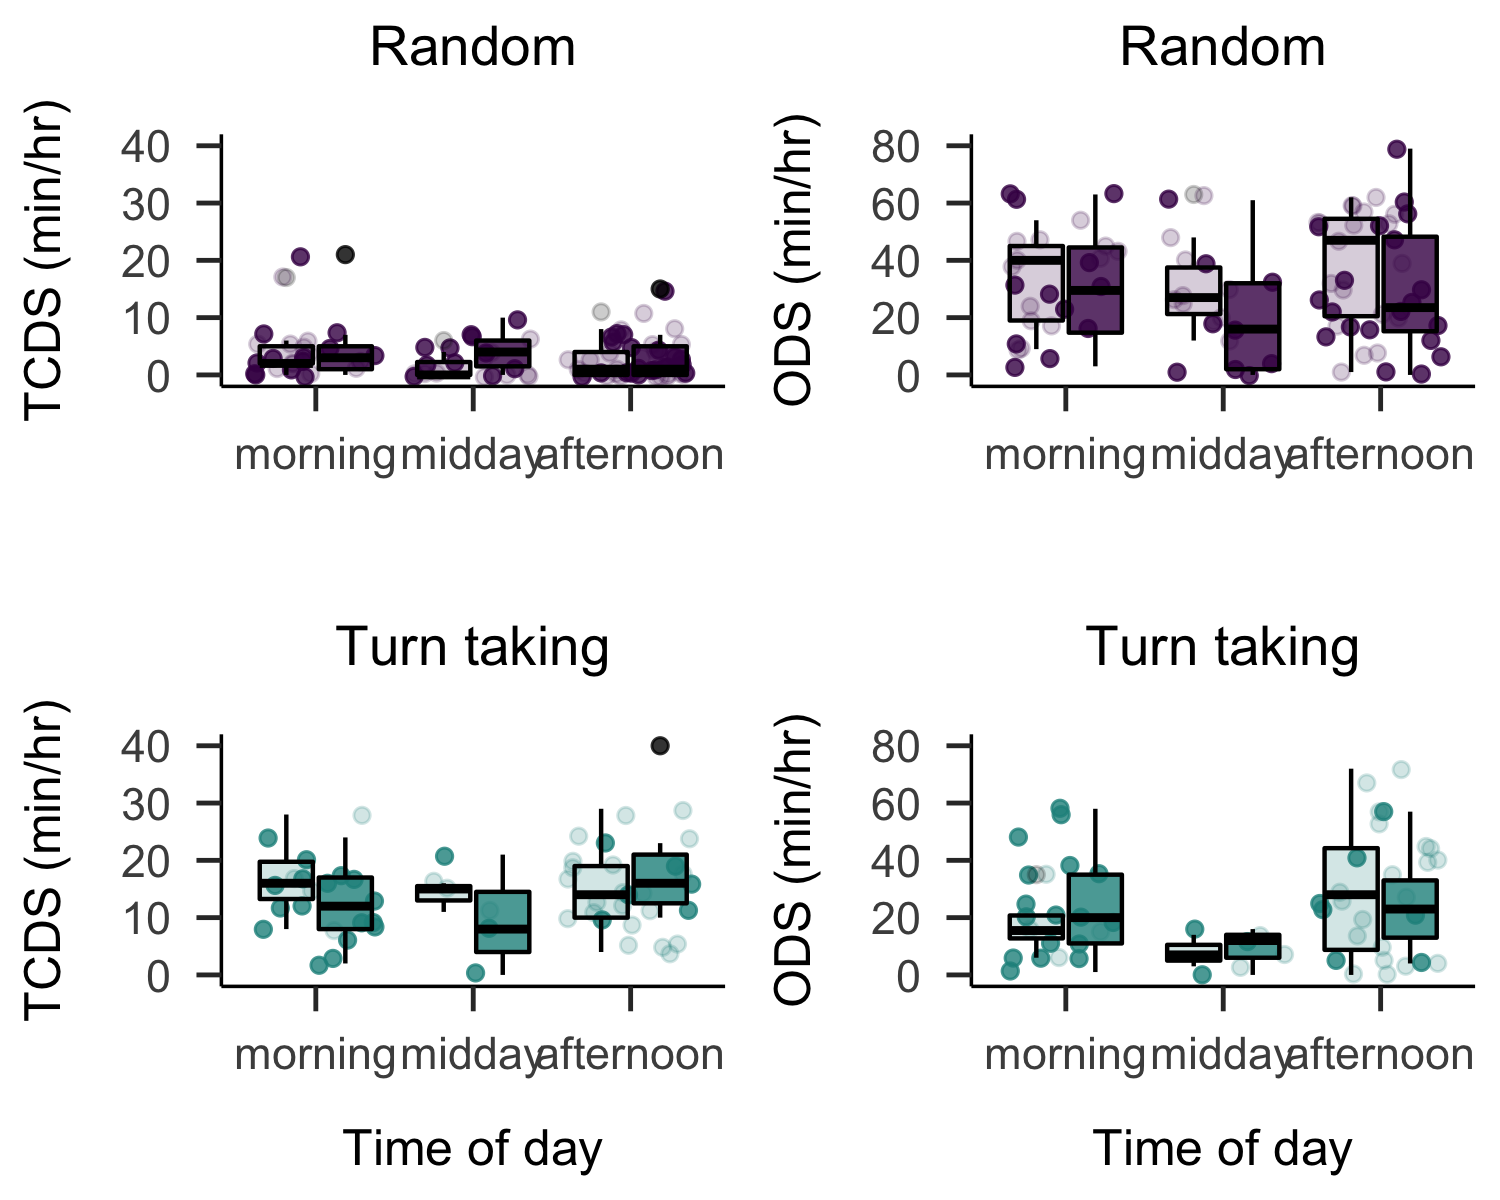 Random
TCDS (min/hr)
40
30
20
10
0
morning midday afternoon
Random
ODS (min/hr)
80
60
40
20
0
morning midday afternoon
Turn taking
TCDS (min/hr)
40
30
20
10
0
morning midday afternoon
Time of day
Turn taking
ODS (min/hr)
80
60
40
20
0
morning midday afternoon
Time of day